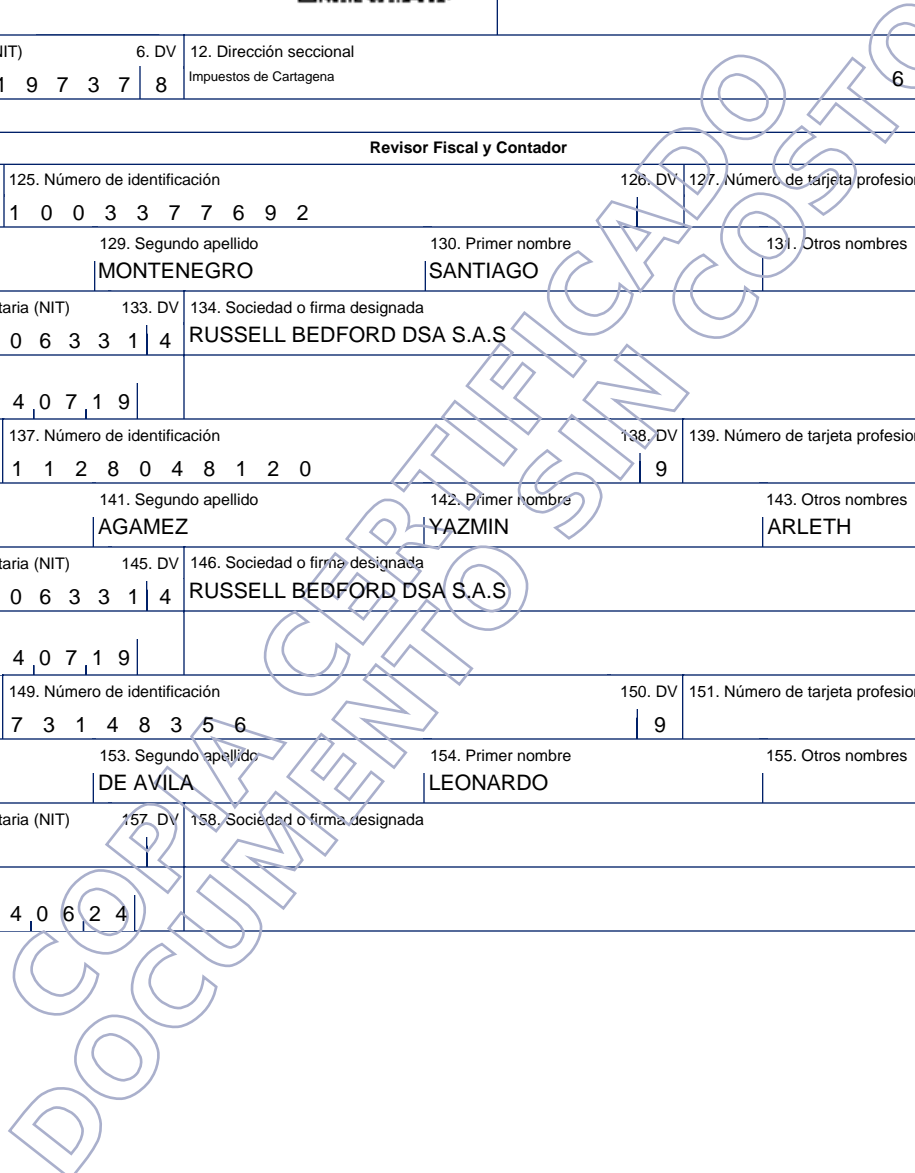 NIT) 6. DV 12. Dirección seccional
1 9 7 3 7 8 Impuestos de Cartagena 6
Revisor Fiscal y Contador
125. Número de identificación 126. DV 127. Número de tarjeta profesion
1 0 0 3 3 7 7 6 9 2
129. Segundo apellido 130. Primer nombre 131. Otros nombres
MONTENEGRO SANTIAGO
taria (NIT) 133. DV 134. Sociedad o firma designada
0 6 3 3 1 4 RUSSELL BEDFORD DSA S.A.S
4 0 7 1 9
137. Número de identificación 138. DV 139. Número de tarjeta profesion
1 1 2 8 0 4 8 1 2 0 9
141. Segundo apellido 142. Primer nombre 143. Otros nombres
AGAMEZ YAZMIN ARLETH
taria (NIT) 145. DV 146. Sociedad o firma designada
0 6 3 3 1 4 RUSSELL BEDFORD DSA S.A.S
4 0 7 1 9
149. Número de identificación 150. DV 151. Número de tarjeta profesion
7 3 1 4 8 3 5 6 9
153. Segundo apellido 154. Primer nombre 155. Otros nombres
DE AVILA LEONARDO
taria (NIT) 157. DV 158. Sociedad o firma designada
4 0 6 2 4
COPIA CERTIFICADO
DOCUMENTO SIN COSTO